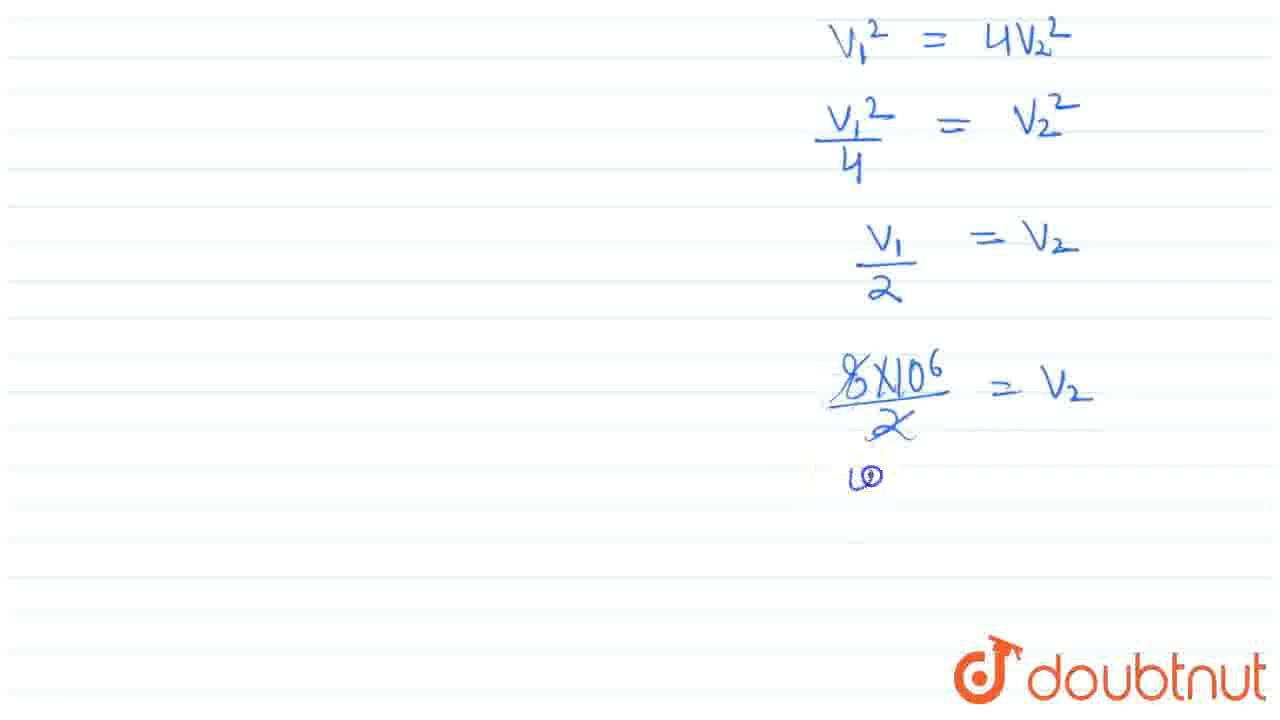 V₁² = 4V₂²
V₁²/4 = V₂²
V₁/2 = V₂
8×10⁶/2 = V₂
doubtnut